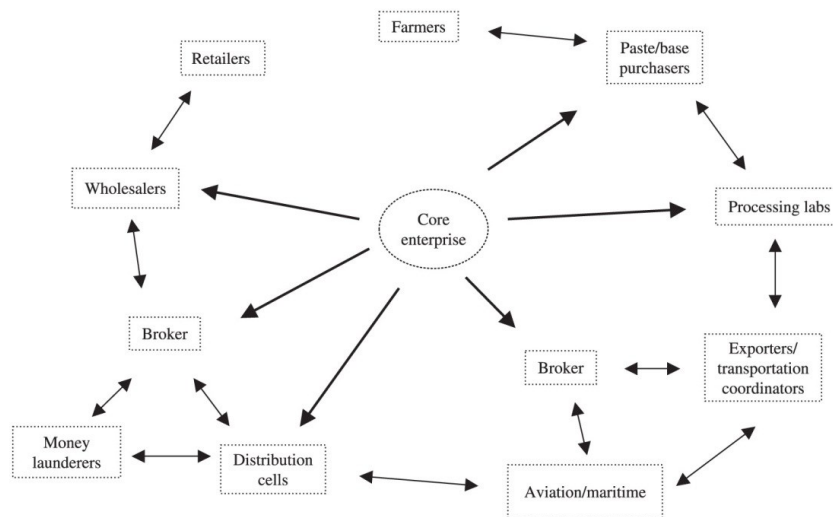 Farmers
Paste/base
purchasers
Retailers
Wholesalers
Core
enterprise
Processing labs
Broker
Broker
Exporters/
transportation
coordinators
Money
launderers
Distribution
cells
Aviation/maritime